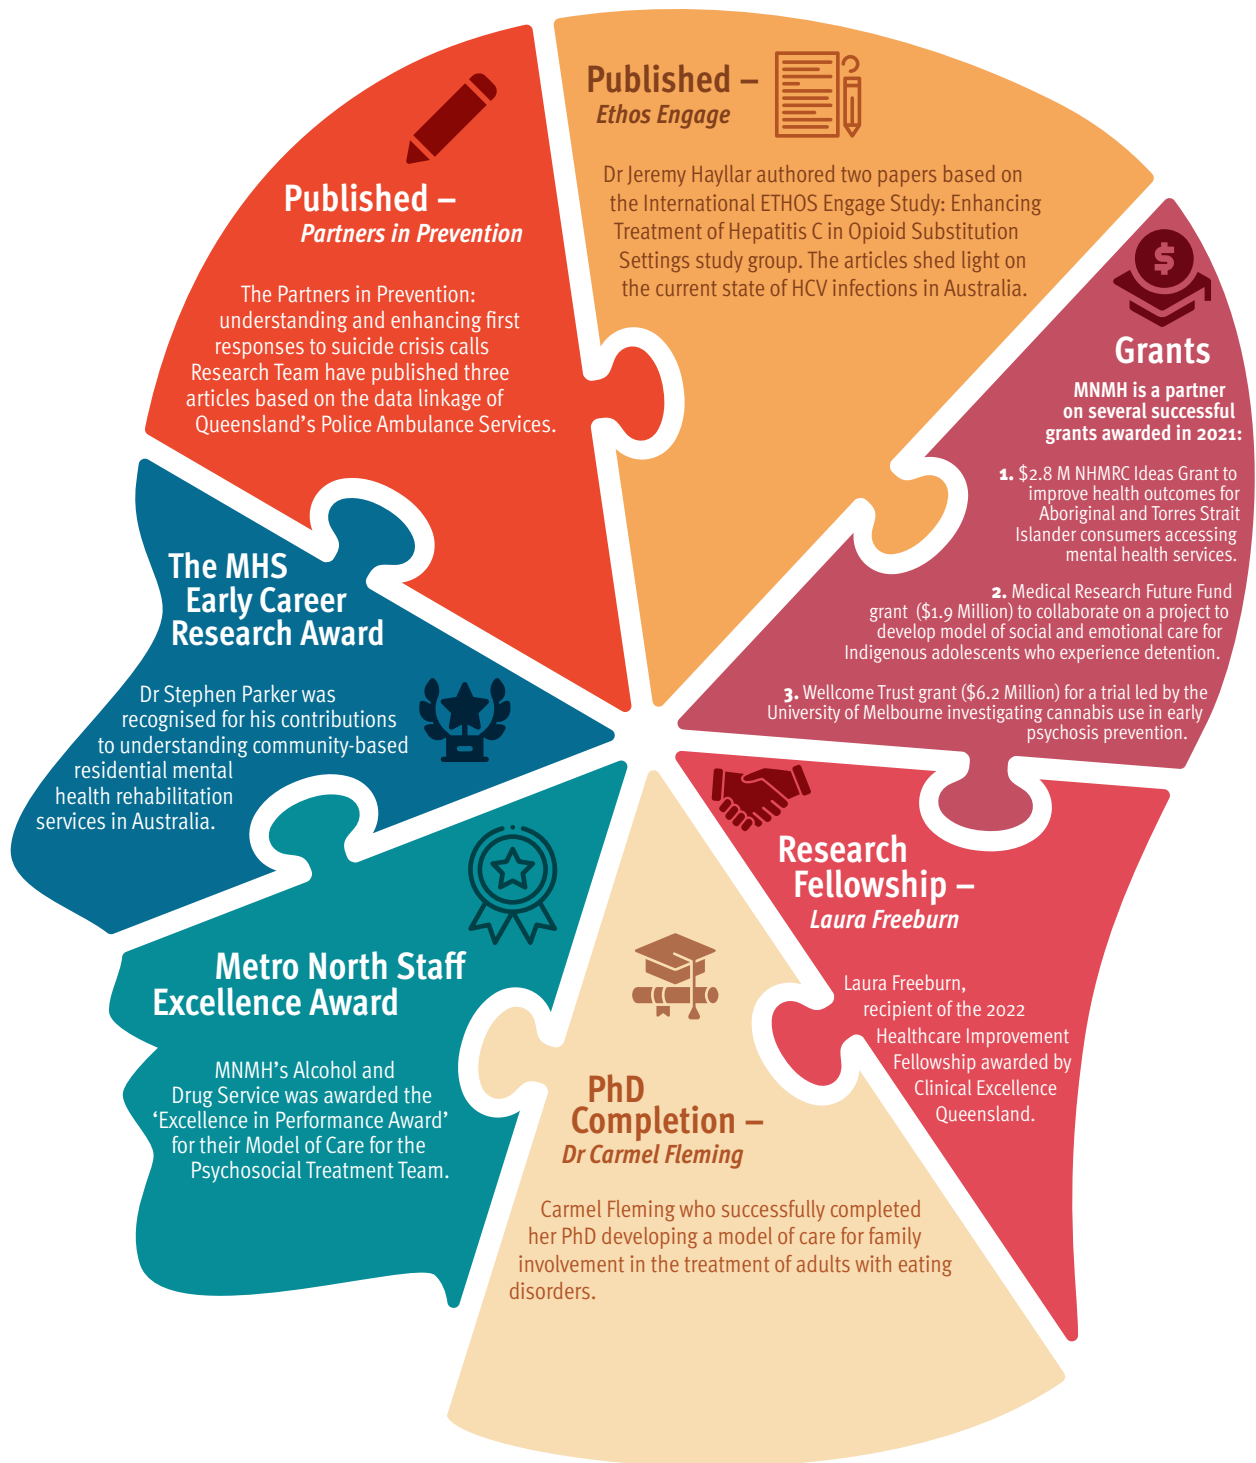 Published –
Partners in Prevention
The Partners in Prevention:
understanding and enhancing first
responses to suicide crisis calls
Research Team have published three
articles based on the data linkage of
Queensland's Police Ambulance Services.
Published –
Ethos Engage
Dr Jeremy Hayllar authored two papers based on
the International ETHOS Engage Study: Enhancing
Treatment of Hepatitis C in Opioid Substitution
Settings study group. The articles shed light on
the current state of HCV infections in Australia.
$
Grants
MNMH is a partner
on several successful
grants awarded in 2021:
1. $2.8 M NHMRC Ideas Grant to
improve health outcomes for
Aboriginal and Torres Strait
Islander consumers accessing
mental health services.
2. Medical Research Future Fund
grant ($1.9 Million) to collaborate on a project to
develop model of social and emotional care for
Indigenous adolescents who experience detention.
3. Wellcome Trust grant ($6.2 Million) for a trial led by the
University of Melbourne investigating cannabis use in early
psychosis prevention.
The MHS
Early Career
Research Award
Dr Stephen Parker was
recognised for his contributions
to understanding community-based
residential mental
health rehabilitation
services in Australia.
Metro North Staff
Excellence Award
MNMH's Alcohol and
Drug Service was awarded the
'Excellence in Performance Award'
for their Model of Care for the
Psychosocial Treatment Team.
PhD
Completion –
Dr Carmel Fleming
Carmel Fleming who successfully completed
her PhD developing a model of care for family
involvement in the treatment of adults with eating
disorders.
Research
Fellowship –
Laura Freeburn
Laura Freeburn,
recipient of the 2022
Healthcare Improvement
Fellowship awarded by
Clinical Excellence
Queensland.